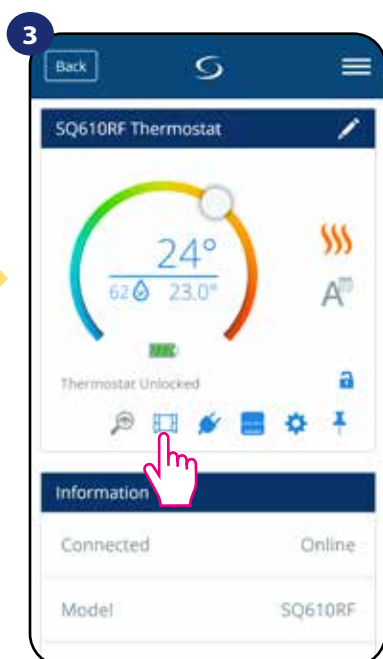 3
Back
SQ610RF Thermostat
24°
62 23.0°
A
Thermostat Unlocked
Information
Connected Online
Model SQ610RF